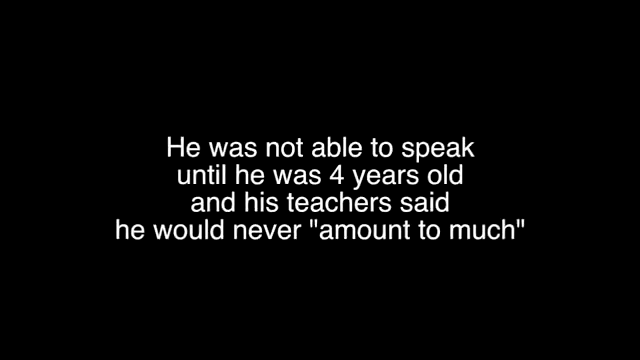 He was not able to speak
until he was 4 years old
and his teachers said
he would never "amount to much"